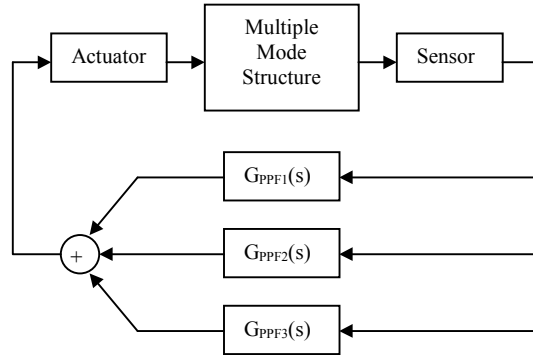 Actuator
Multiple
Mode
Structure
Sensor
GPPF1(s)
GPPF2(s)
GPPF3(s)
+